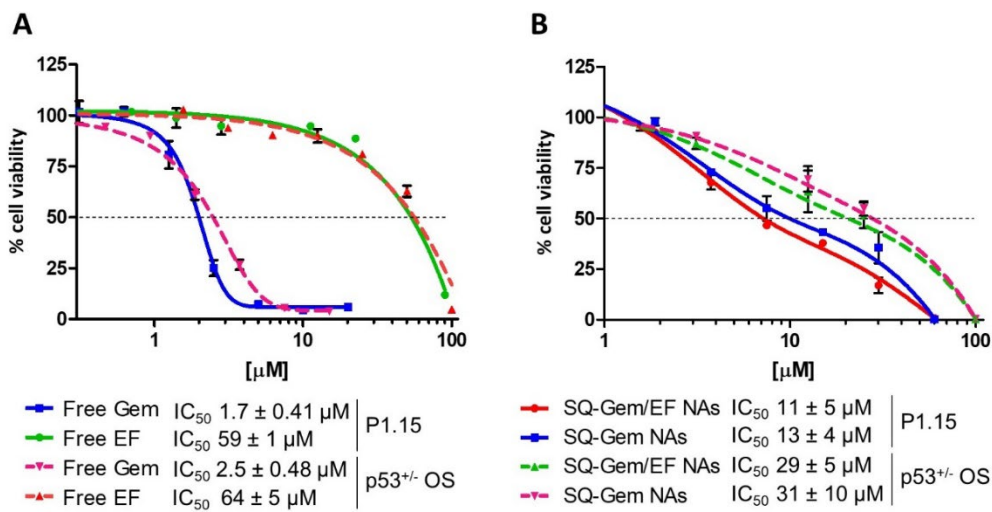 A
125
100
75
50
25
0
% cell viability
1
10
100
[µM]
Free Gem IC50 1.7 ± 0.41 µM
Free EF IC50 59 ± 1 µM
P1.15
Free Gem IC50 2.5 ± 0.48 µM
Free EF IC50 64 ± 5 µM
p53+/- OS
B
125
100
75
50
25
0
% cell viability
1
10
100
[µM]
SQ-Gem/EF NAs IC50 11 ± 5 µM
SQ-Gem NAs IC50 13 ± 4 µM
P1.15
SQ-Gem/EF NAs IC50 29 ± 5 µM
SQ-Gem NAs IC50 31 ± 10 µM
p53+/- OS